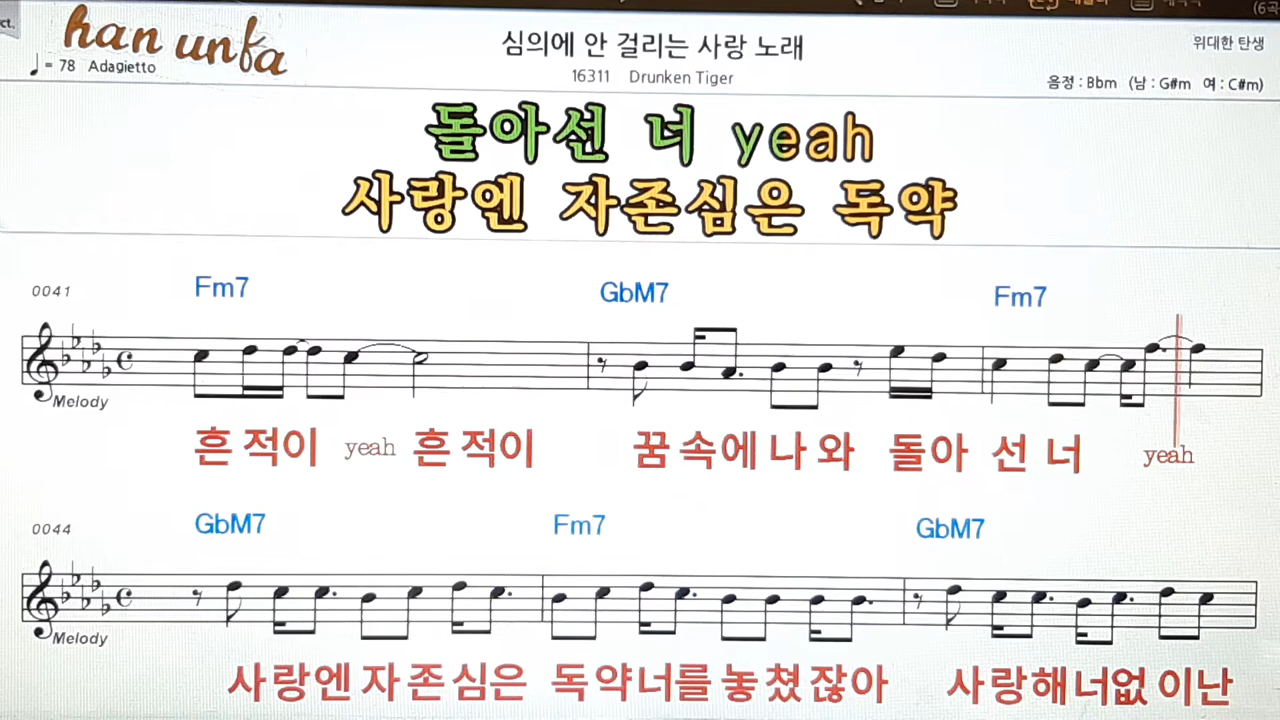 ct.
(6곡
han unfa
심의에 안 걸리는 사랑 노래
위대한 탄생
♩= 78 Adagietto
16311 Drunken Tiger
음정 : Bbm (남 : G#m 여 : C#m)
돌아선 너 yeah
사랑엔 자존심은 독약
0041 Fm7 GbM7 Fm7
Melody
흔 적이 yeah 흔 적이 꿈 속에 나 와 돌아 선 너 yeah
0044 GbM7 Fm7 GbM7
Melody
사랑엔 자 존심은 독약너를 놓쳤잖아 사랑해너없 이난